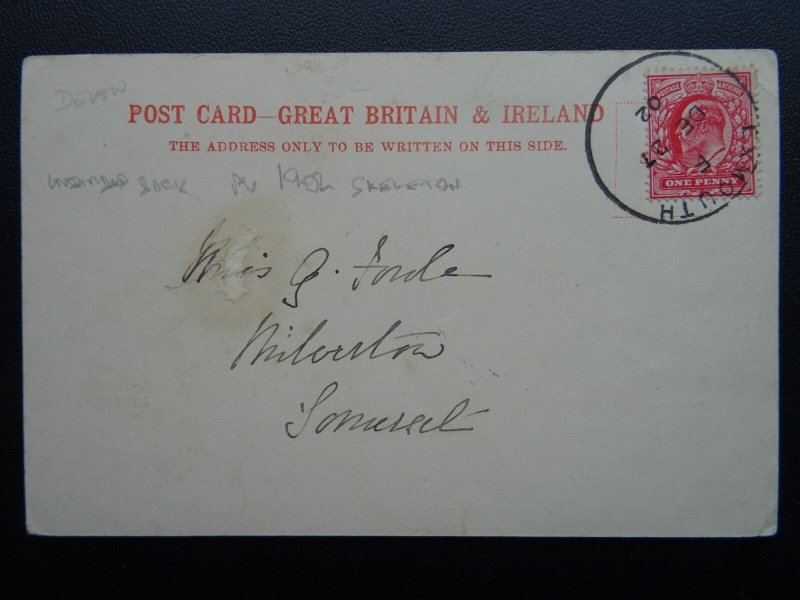 DEVON
POST CARD—GREAT BRITAIN & IRELAND
THE ADDRESS ONLY TO BE WRITTEN ON THIS SIDE.
UNDIVIDED BACK PU 1902 SKELETON
Miss G. Forde
Milverton
Somerset
POSTAGE REVENUE
ONE PENNY
LYNMOUTH
F
DE 27
02